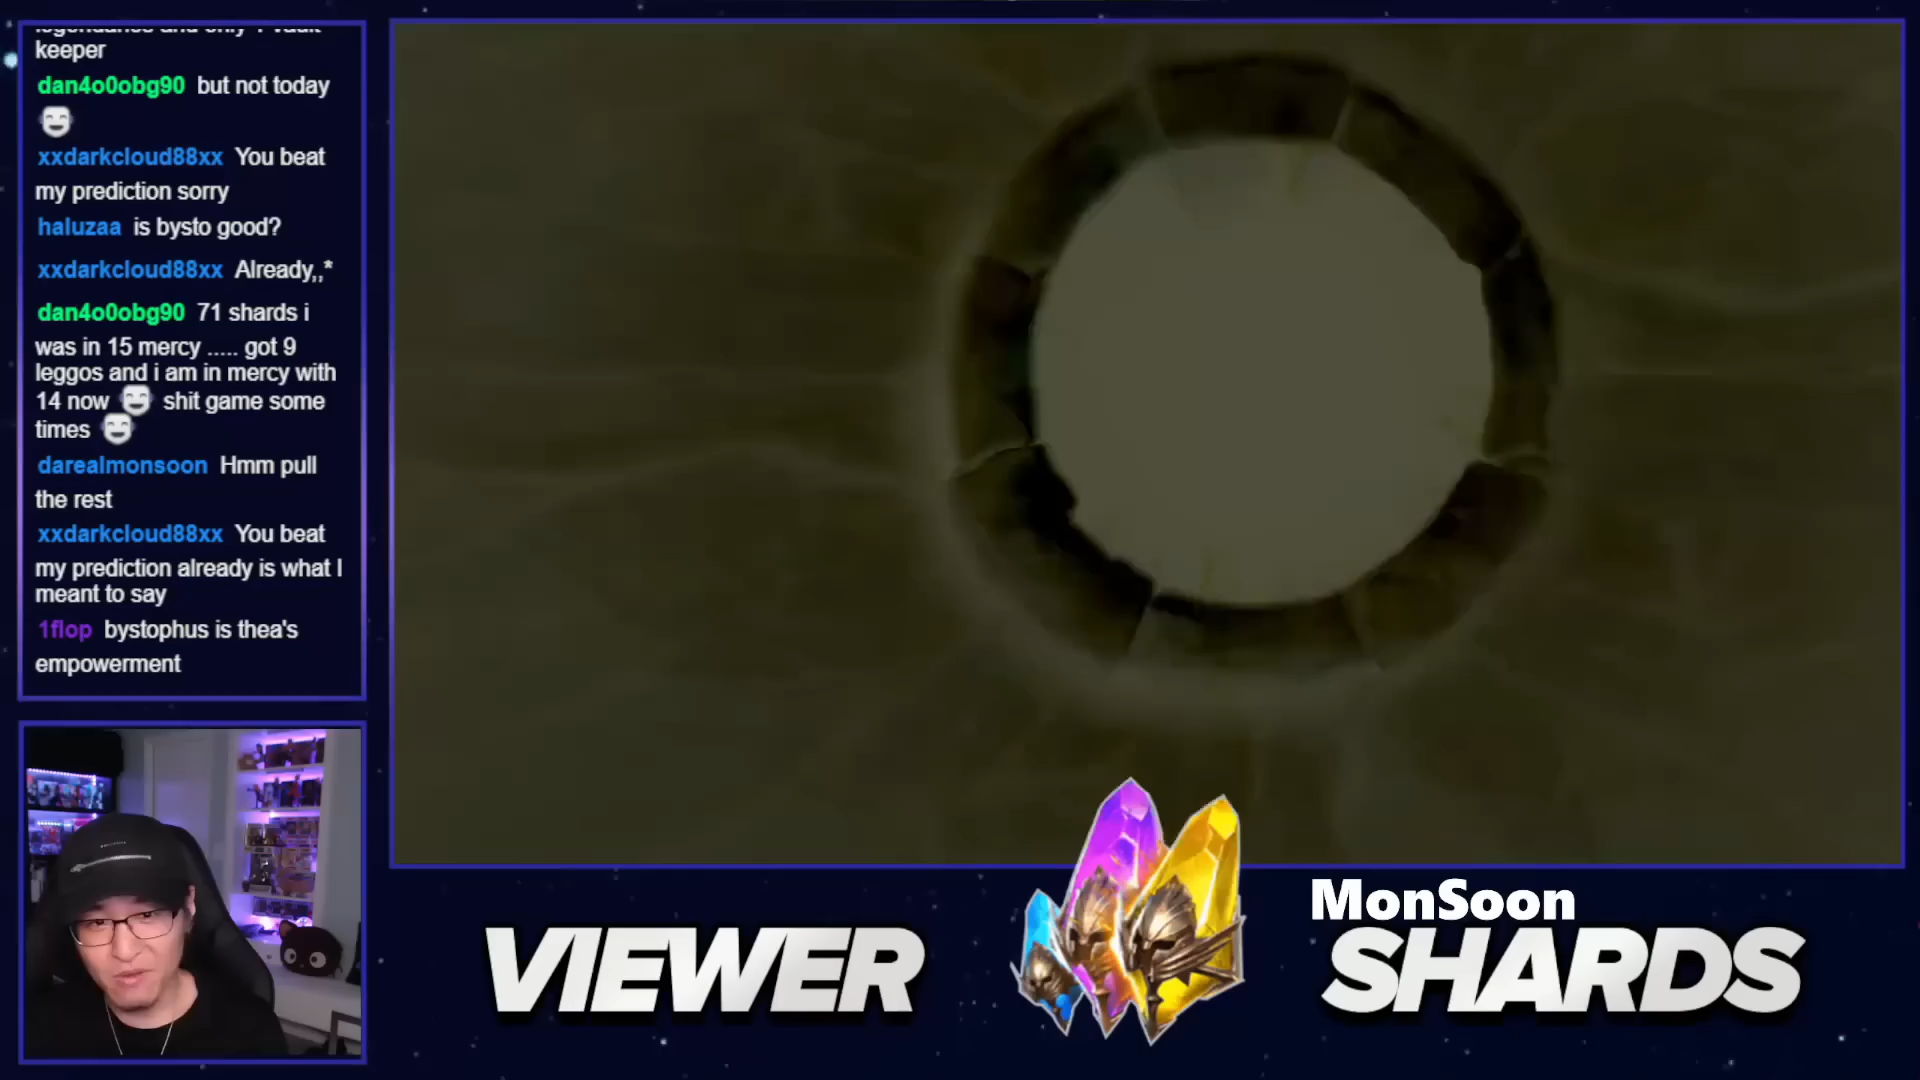 keeper
dan4o0obg90 but not today
xxdarkcloud88xx You beat
my prediction sorry
haluzaa is bysto good?
xxdarkcloud88xx Already,,*
dan4o0obg90 71 shards i
was in 15 mercy ..... got 9
leggos and i am in mercy with
14 now shit game some
times
darealmonsoon Hmm pull
the rest
xxdarkcloud88xx You beat
my prediction already is what I
meant to say
1flop bystophus is thea's
empowerment
VIEWER
MonSoon
SHARDS